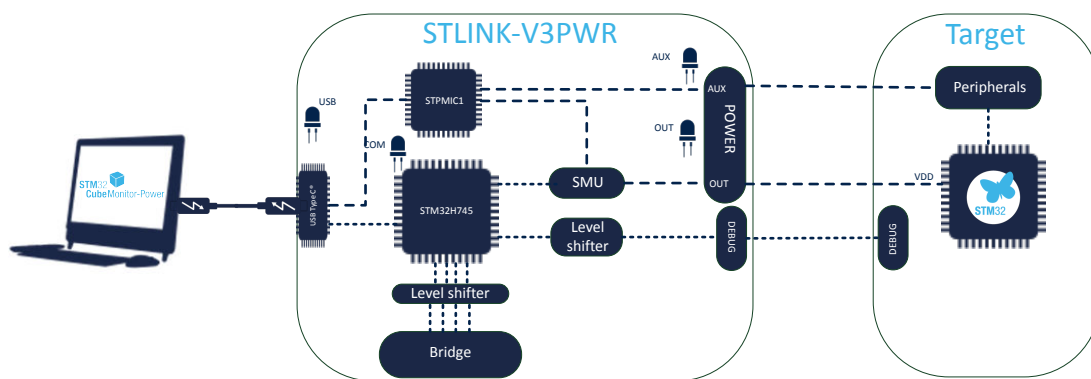 STLINK-V3PWR
Target
AUX
USB
STPMIC1
AUX
POWER
Peripherals
OUT
COM
STM32
CubeMonitor-Power
USB Type C®
STM32H745
SMU
OUT
VDD
STM32
Level
shifter
DEBUG
DEBUG
Level shifter
Bridge